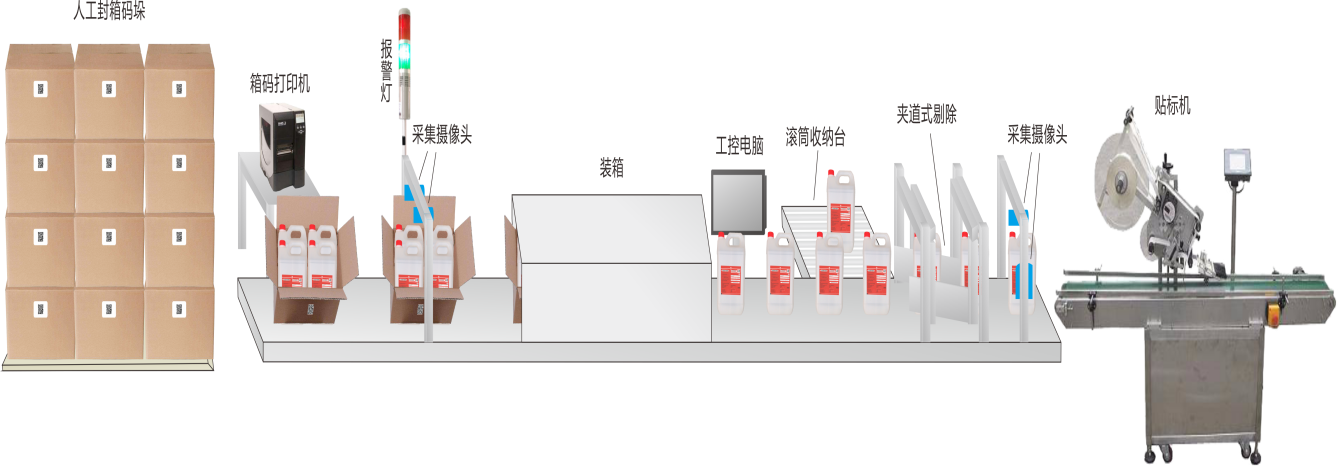 人工封箱码垛
箱码打印机
报警灯
采集摄像头
装箱
工控电脑
滚筒收纳台
夹道式剔除
采集摄像头
贴标机